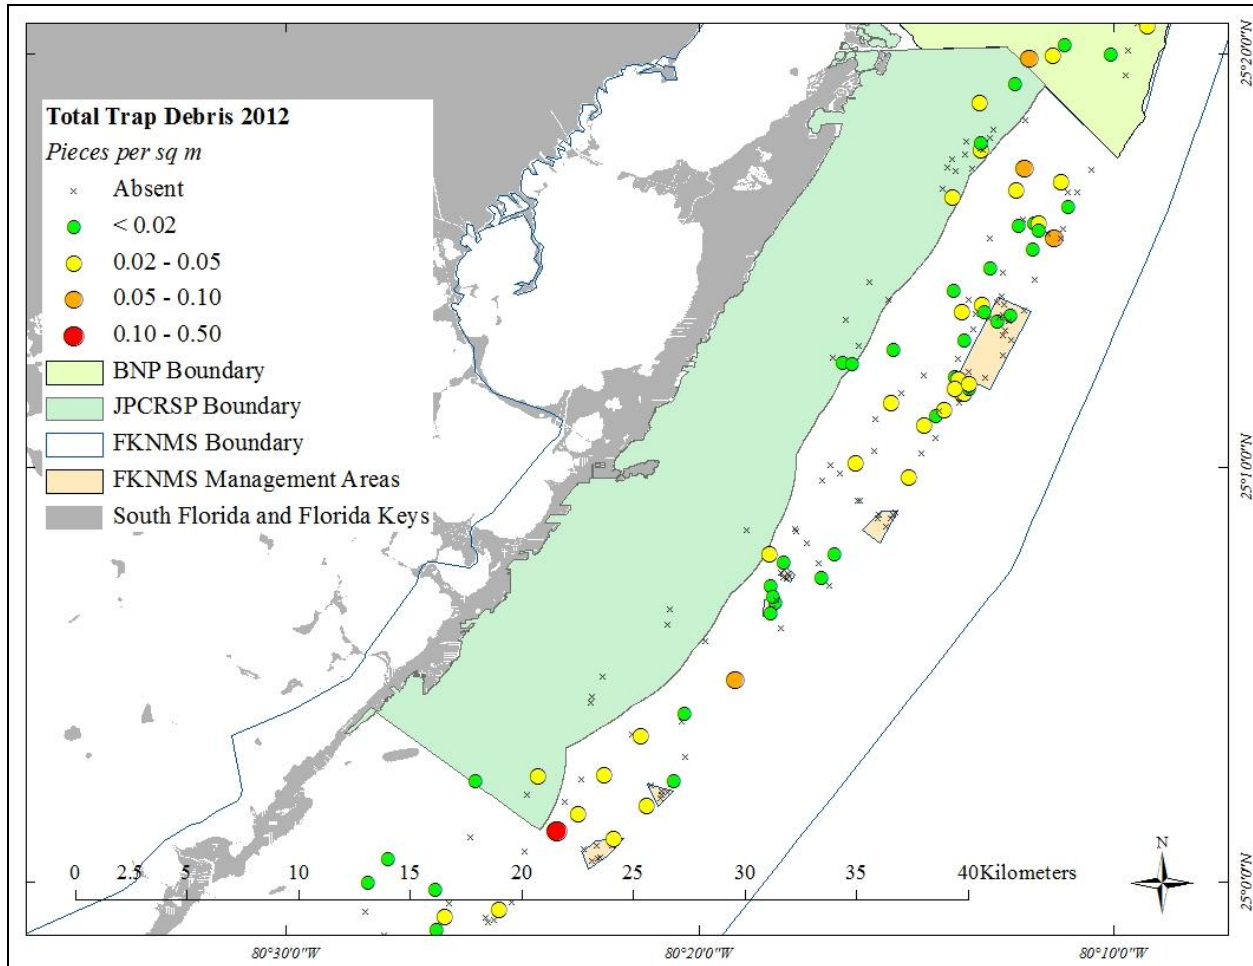 Total Trap Debris 2012
Pieces per sq m
Absent
< 0.02
0.02 - 0.05
0.05 - 0.10
0.10 - 0.50
BNP Boundary
JPCRSP Boundary
FKNMS Boundary
FKNMS Management Areas
South Florida and Florida Keys
25°20'0"N
25°10'0"N
25°0'0"N
N
0 2.5 5 10 15 20 25 30 35 40 Kilometers
80°30'0"W 80°20'0"W 80°10'0"W